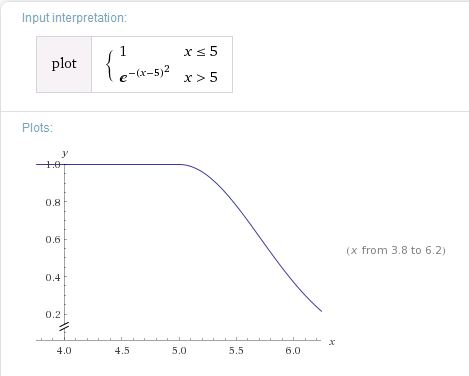 Input interpretation:
plot { 1 x ≤ 5
e^−(x−5)^2 x > 5
Plots:
y
1.0
0.8
0.6
0.4
0.2
(x from 3.8 to 6.2)
4.0 4.5 5.0 5.5 6.0 x